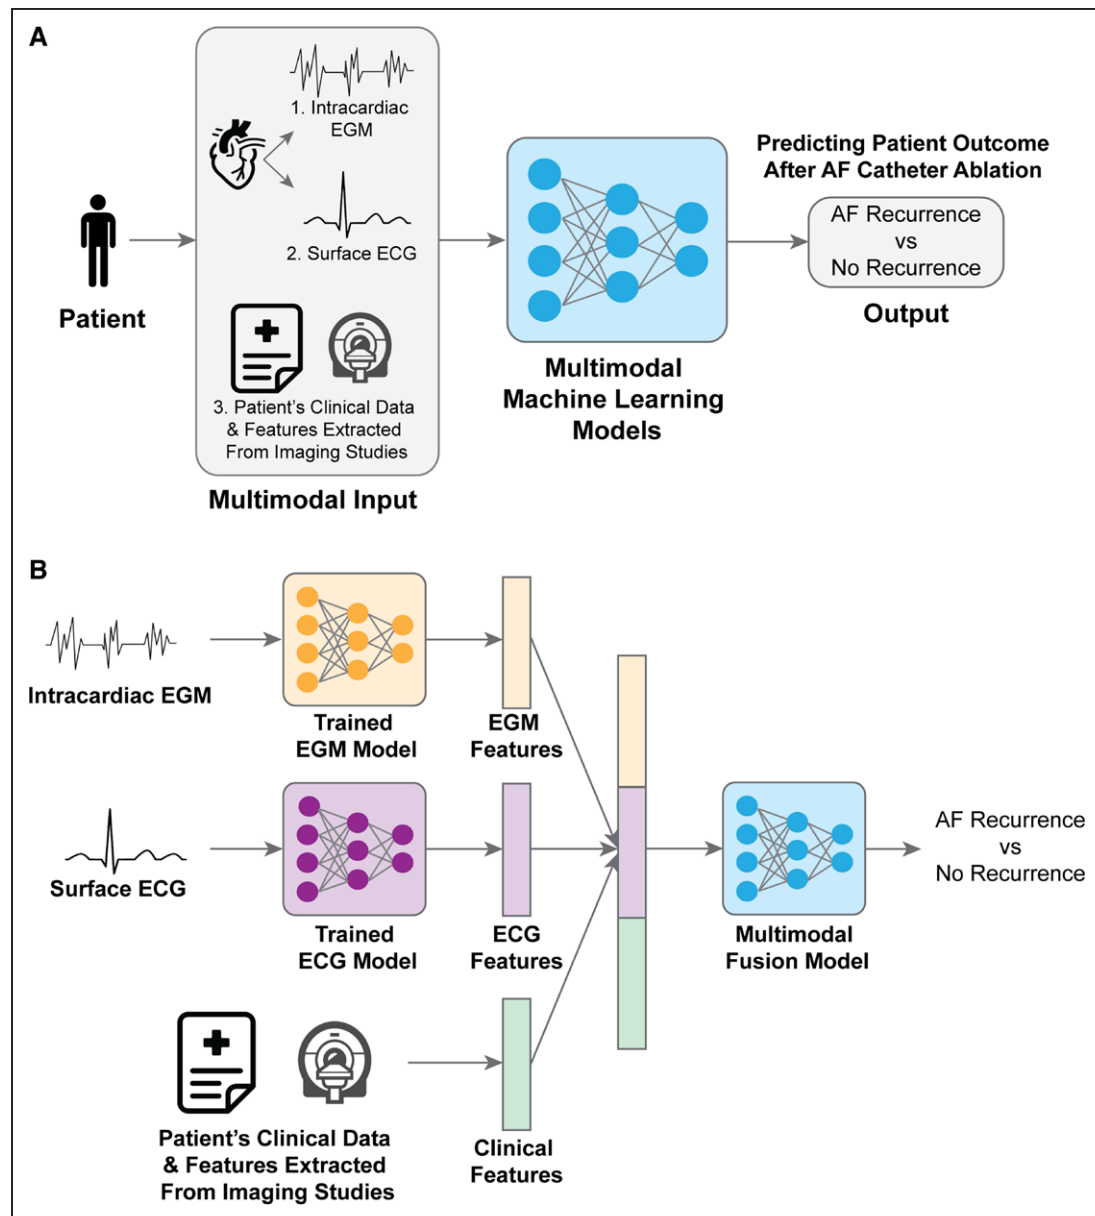 A
1. Intracardiac
EGM
2. Surface ECG
3. Patient's Clinical Data
& Features Extracted
From Imaging Studies
Patient
Multimodal Input
Multimodal
Machine Learning
Models
Predicting Patient Outcome
After AF Catheter Ablation
AF Recurrence
vs
No Recurrence
Output
B
Intracardiac EGM
Trained
EGM Model
EGM
Features
Surface ECG
Trained
ECG Model
ECG
Features
Multimodal
Fusion Model
AF Recurrence
vs
No Recurrence
Patient's Clinical Data
& Features Extracted
From Imaging Studies
Clinical
Features